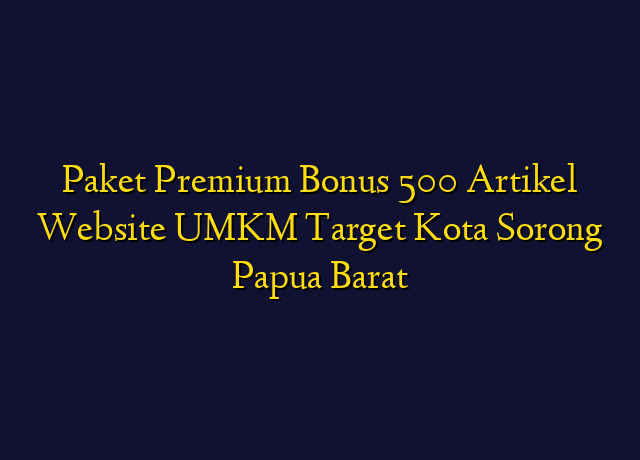 Paket Premium Bonus 500 Artikel
Website UMKM Target Kota Sorong
Papua Barat